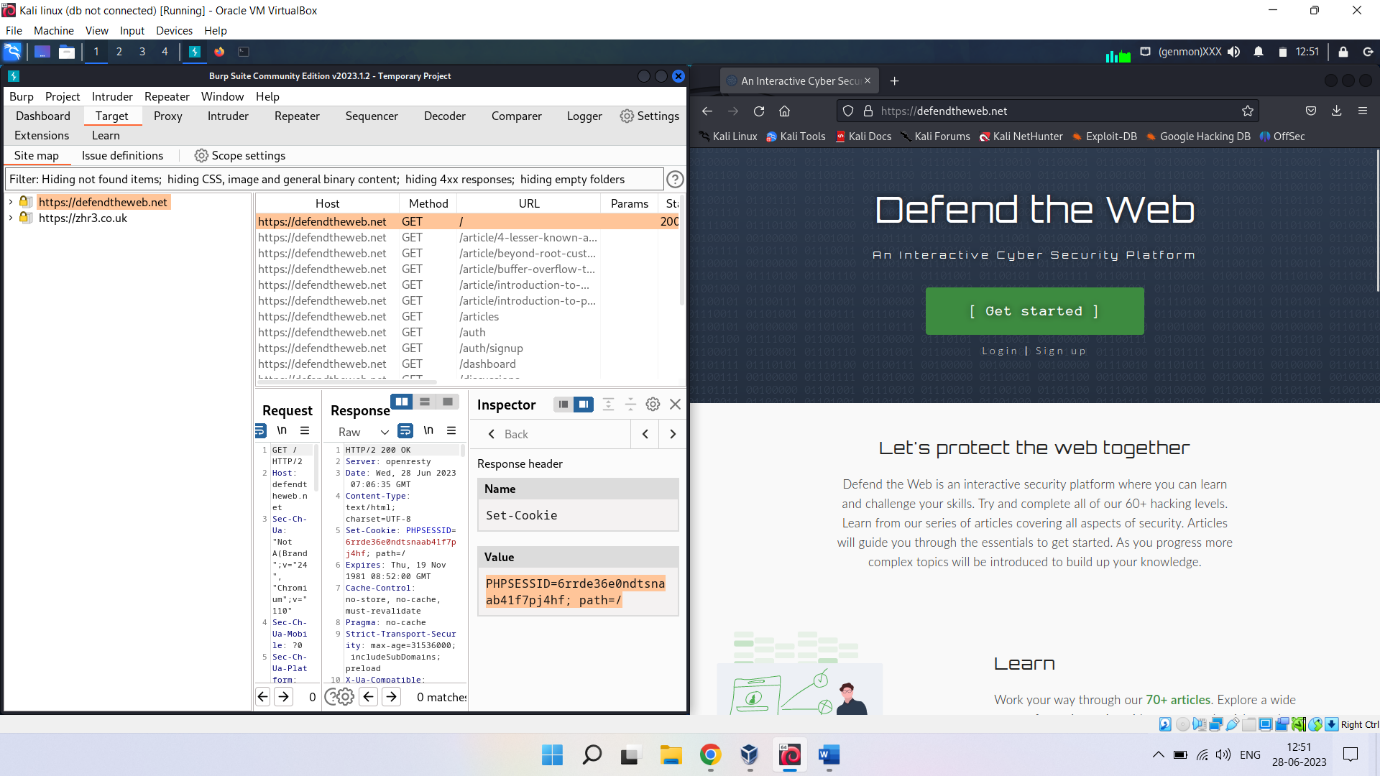 Kali linux (db not connected) [Running] - Oracle VM VirtualBox
File Machine View Input Devices Help
1 2 3 4
(genmon)XXX 12:51
Burp Suite Community Edition v2023.1.2 - Temporary Project
Burp Project Intruder Repeater Window Help
Dashboard Target Proxy Intruder Repeater Sequencer Decoder Comparer Logger Settings
Extensions Learn
Site map Issue definitions Scope settings
Filter: Hiding not found items; hiding CSS, image and general binary content; hiding 4xx responses; hiding empty folders ?
https://defendtheweb.net
https://zhr3.co.uk
Host Method URL Params Sta
https://defendtheweb.net GET / 200
https://defendtheweb.net GET /article/4-lesser-known-a...
https://defendtheweb.net GET /article/beyond-root-cust...
https://defendtheweb.net GET /article/buffer-overflow-t...
https://defendtheweb.net GET /article/introduction-to-...
https://defendtheweb.net GET /article/introduction-to-p...
https://defendtheweb.net GET /articles
https://defendtheweb.net GET /auth
https://defendtheweb.net GET /auth/signup
https://defendtheweb.net GET /dashboard
https://defendtheweb.net GET /discussions
Request
\n
1 GET /
HTTP/2
2 Host:
defendt
heweb.n
et
3 Sec-Ch-
Ua:
"Not
A(Brand
";v="24
",
"Chromi
um";v="
110"
4 Sec-Ch-
Ua-Mobi
le: ?0
5 Sec-Ch-
Ua-Plat
form:
0
Response
Raw \n
1 HTTP/2 200 OK
2 Server: openresty
3 Date: Wed, 28 Jun 2023
07:06:35 GMT
4 Content-Type:
text/html;
charset=UTF-8
5 Set-Cookie: PHPSESSID=
6rrde36e0ndtsnaab41f7p
j4hf; path=/
6 Expires: Thu, 19 Nov
1981 08:52:00 GMT
7 Cache-Control:
no-store, no-cache,
must-revalidate
8 Pragma: no-cache
9 Strict-Transport-Secur
ity: max-age=31536000;
includeSubDomains;
preload
10 X-Ua-Compatible:
? 0 matches
Inspector
Back
Response header
Name
Set-Cookie
Value
PHPSESSID=6rrde36e0ndtsna
ab41f7pj4hf; path=/
An Interactive Cyber Secu
https://defendtheweb.net
Kali Linux Kali Tools Kali Docs Kali Forums Kali NetHunter Exploit-DB Google Hacking DB OffSec
Defend the Web
An Interactive Cyber Security Platform
[ Get started ]
Login | Sign up
Let's protect the web together
Defend the Web is an interactive security platform where you can learn
and challenge your skills. Try and complete all of our 60+ hacking levels.
Learn from our series of articles covering all aspects of security. Articles
will guide you through the essentials to get started. As you progress more
complex topics will be introduced to build up your knowledge.
Learn
Work your way through our 70+ articles. Explore a wide
Right Ctrl
ENG
12:51
28-06-2023